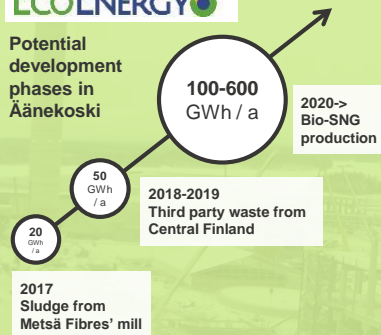 ECOENERGY
Potential
development
phases in
Äänekoski
100-600
GWh / a
2020->
Bio-SNG
production
50
GWh
/ a
2018-2019
Third party waste from
Central Finland
20
GWh
/ a
2017
Sludge from
Metsä Fibres' mill